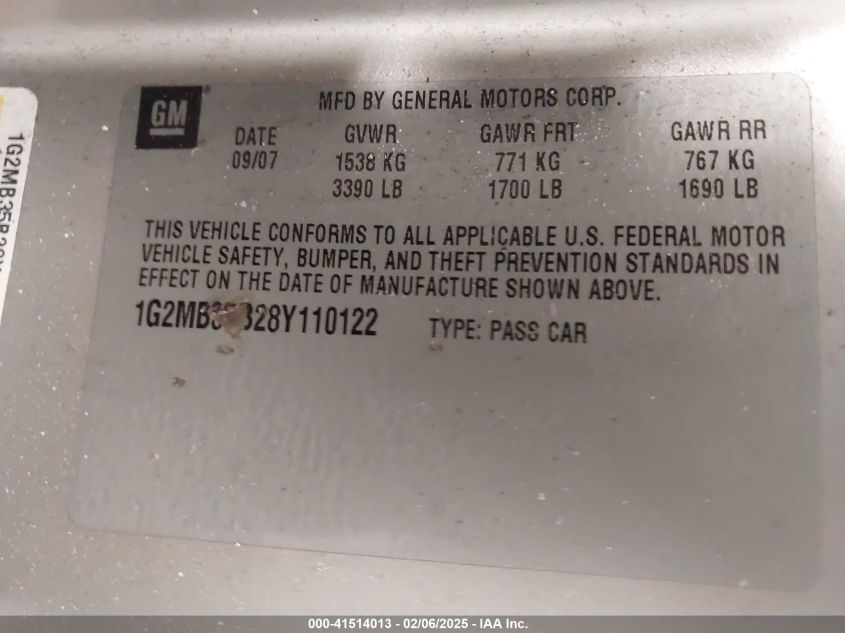 GM
MFD BY GENERAL MOTORS CORP.
DATE GVWR GAWR FRT GAWR RR
09/07 1538 KG 771 KG 767 KG
3390 LB 1700 LB 1690 LB
THIS VEHICLE CONFORMS TO ALL APPLICABLE U.S. FEDERAL MOTOR
VEHICLE SAFETY, BUMPER, AND THEFT PREVENTION STANDARDS IN
EFFECT ON THE DATE OF MANUFACTURE SHOWN ABOVE.
1G2MB35B28Y110122 TYPE: PASS CAR
000-41514013 - 02/06/2025 - IAA Inc.